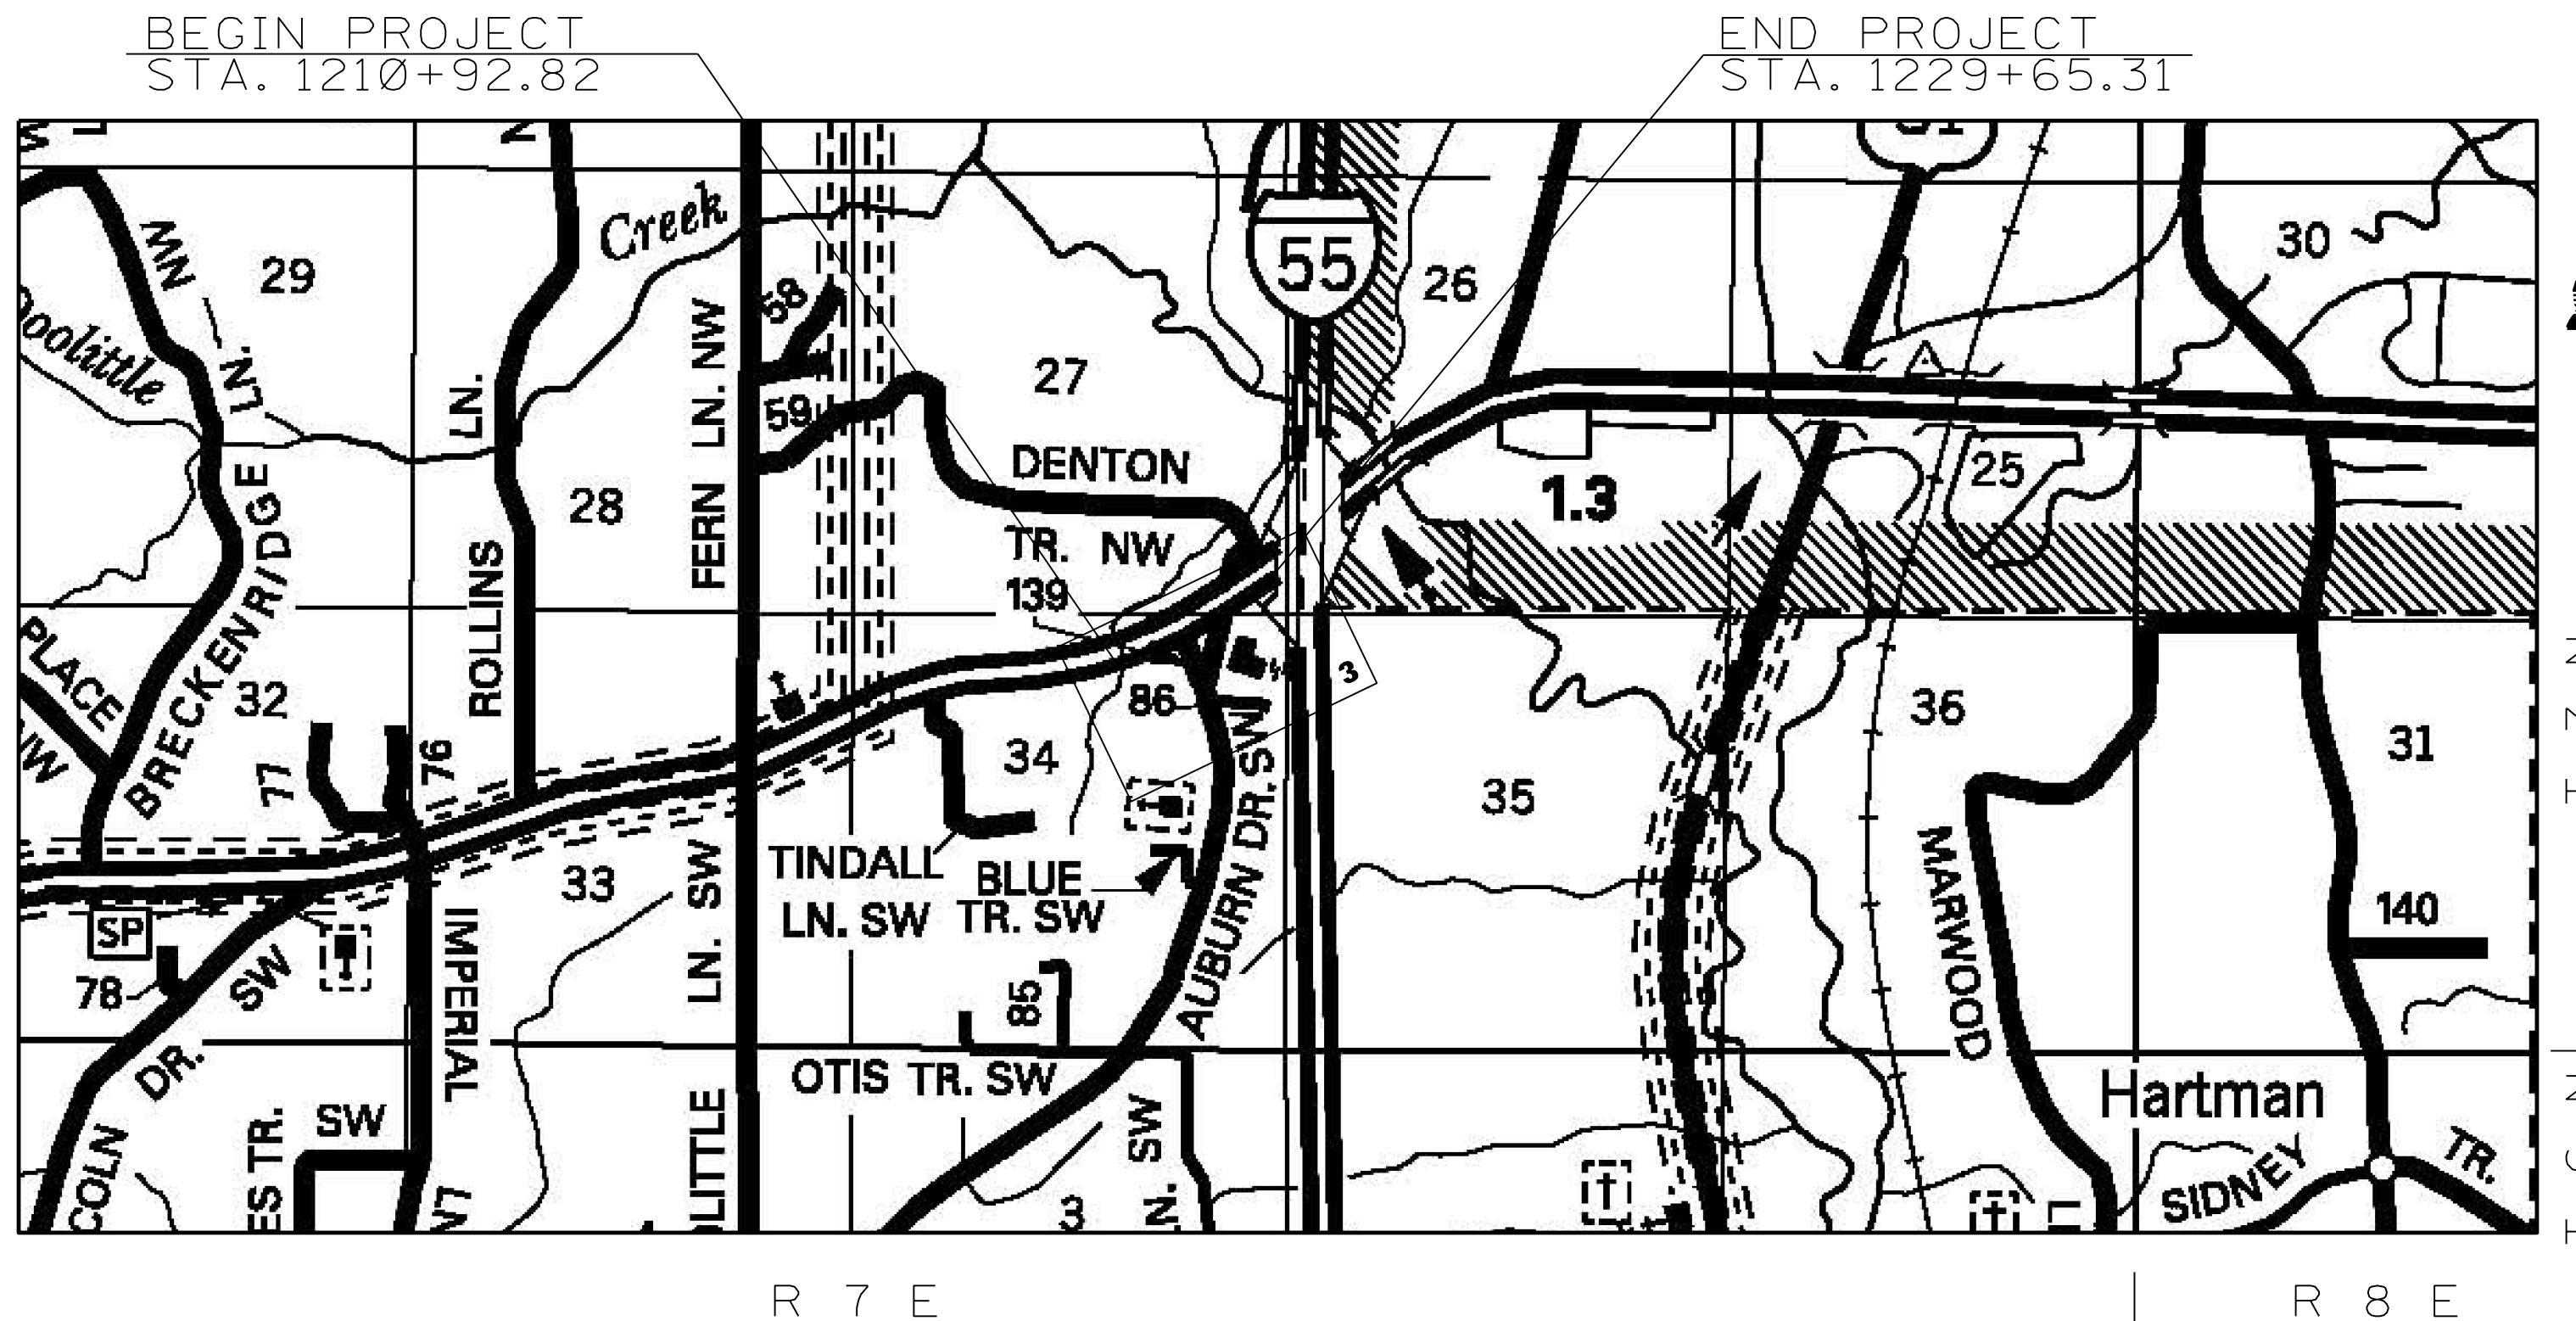 BEGIN PROJECT
STA. 1210+92.82
END PROJECT
STA. 1229+65.31
29
NW
LN.
Doolittle
Creek
LN.
58
59
FERN LN. NW
27
55
26
30
28
DENTON
TR. NW
139
1.3
25
BRECKENRIDGE
ROLLINS
PLACE
32
77
76
86
3
34
35
36
31
33
TINDALL
LN. SW
BLUE
TR. SW
AUBURN DR. SW
LN. SW
IMPERIAL
MARWOOD
140
SP
78
SW
DR.
85
OTIS TR. SW
SW
Hartman
SIDNEY
TR.
3
SW
R 7 E
R 8 E